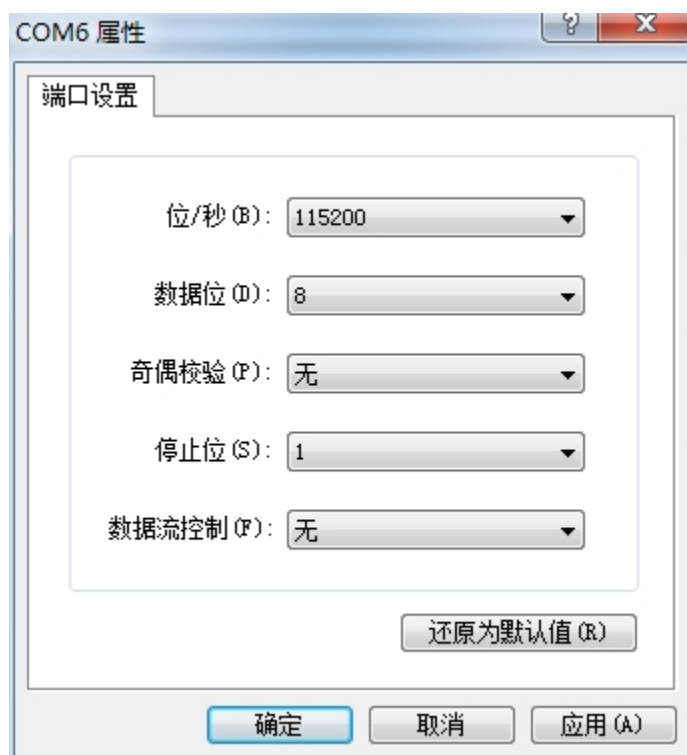 COM6 属性
端口设置
位/秒(B): 115200
数据位(D): 8
奇偶校验(P): 无
停止位(S): 1
数据流控制(F): 无
还原为默认值(R)
确定 取消 应用(A)